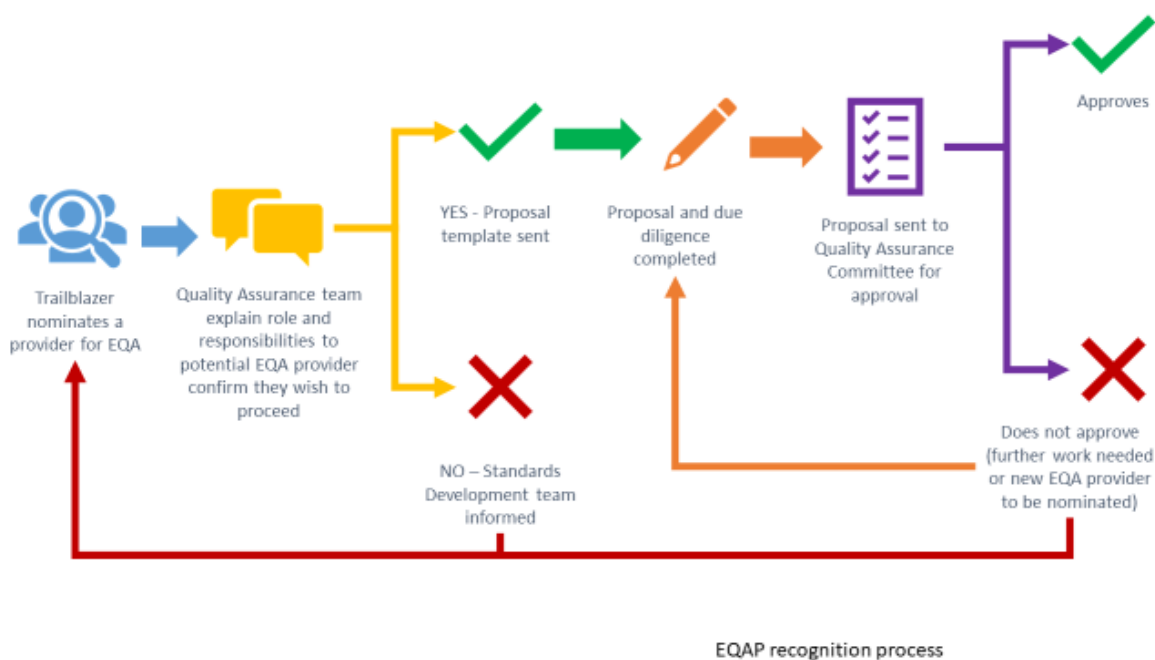 Trailblazer
nominates a
provider for EQA
Quality Assurance team
explain role and
responsibilities to
potential EQA provider
confirm they wish to
proceed
YES - Proposal
template sent
NO – Standards
Development team
informed
Proposal and due
diligence
completed
Proposal sent to
Quality Assurance
Committee for
approval
Approves
Does not approve
(further work needed
or new EQA provider
to be nominated)
EQAP recognition process